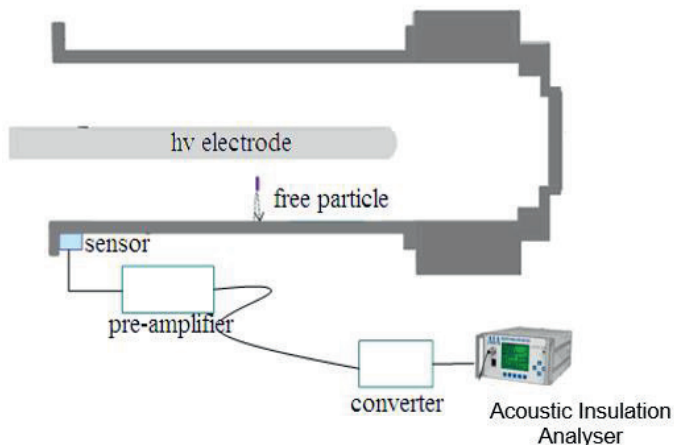 hv electrode
free particle
sensor
pre-amplifier
converter
Acoustic Insulation
Analyser